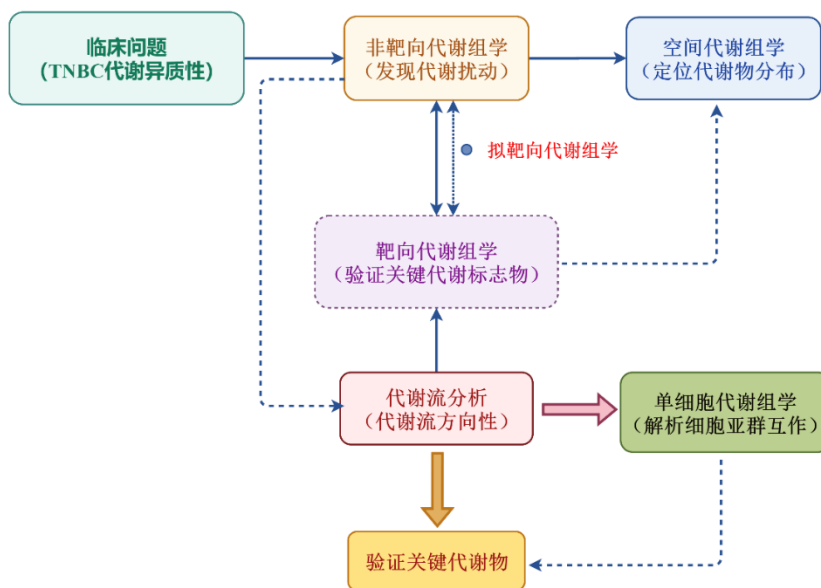 临床问题
（TNBC代谢异质性）
非靶向代谢组学
（发现代谢扰动）
空间代谢组学
（定位代谢物分布）
拟靶向代谢组学
靶向代谢组学
（验证关键代谢标志物）
代谢流分析
（代谢流方向性）
单细胞代谢组学
（解析细胞亚群互作）
验证关键代谢物